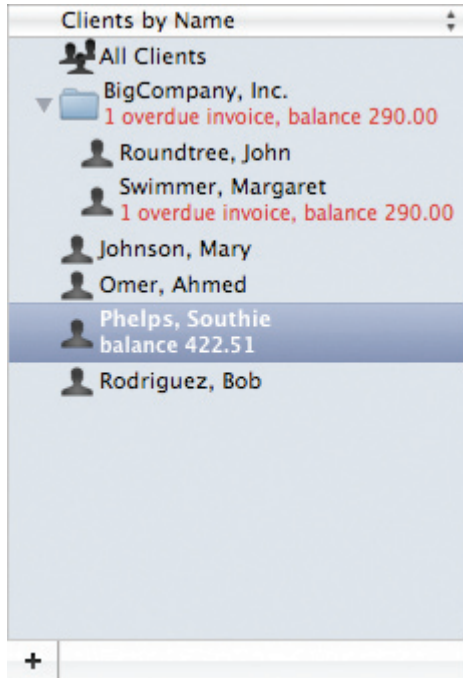 Clients by Name
All Clients
BigCompany, Inc.
1 overdue invoice, balance 290.00
Roundtree, John
Swimmer, Margaret
1 overdue invoice, balance 290.00
Johnson, Mary
Omer, Ahmed
Phelps, Southie
balance 422.51
Rodriguez, Bob
+